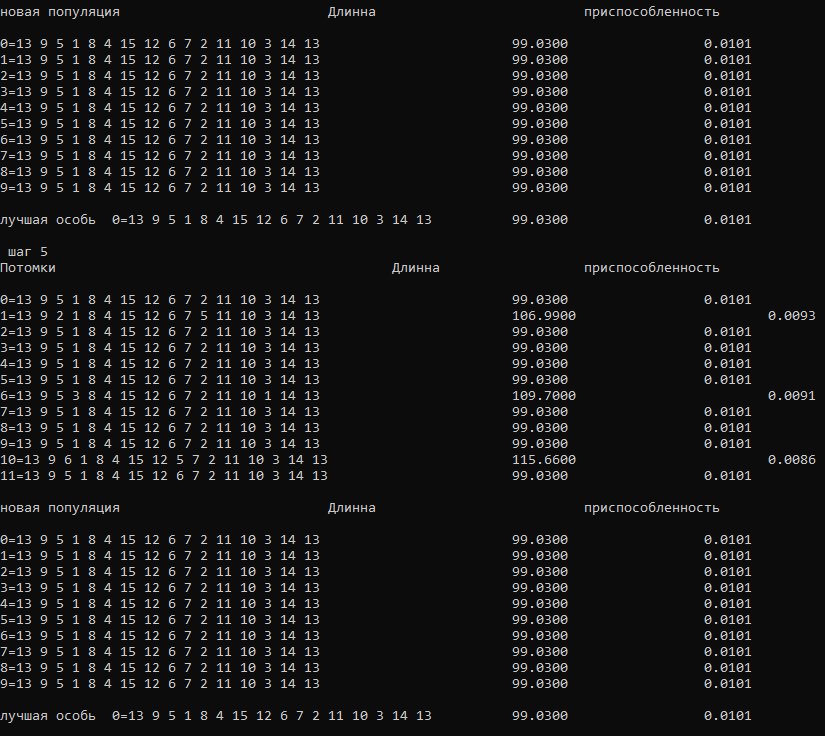 новая популяция Длинна приспособленность
0=13 9 5 1 8 4 15 12 6 7 2 11 10 3 14 13 99.0300 0.0101
1=13 9 5 1 8 4 15 12 6 7 2 11 10 3 14 13 99.0300 0.0101
2=13 9 5 1 8 4 15 12 6 7 2 11 10 3 14 13 99.0300 0.0101
3=13 9 5 1 8 4 15 12 6 7 2 11 10 3 14 13 99.0300 0.0101
4=13 9 5 1 8 4 15 12 6 7 2 11 10 3 14 13 99.0300 0.0101
5=13 9 5 1 8 4 15 12 6 7 2 11 10 3 14 13 99.0300 0.0101
6=13 9 5 1 8 4 15 12 6 7 2 11 10 3 14 13 99.0300 0.0101
7=13 9 5 1 8 4 15 12 6 7 2 11 10 3 14 13 99.0300 0.0101
8=13 9 5 1 8 4 15 12 6 7 2 11 10 3 14 13 99.0300 0.0101
9=13 9 5 1 8 4 15 12 6 7 2 11 10 3 14 13 99.0300 0.0101
лучшая особь 0=13 9 5 1 8 4 15 12 6 7 2 11 10 3 14 13 99.0300 0.0101
шаг 5
Потомки Длинна приспособленность
0=13 9 5 1 8 4 15 12 6 7 2 11 10 3 14 13 99.0300 0.0101
1=13 9 2 1 8 4 15 12 6 7 5 11 10 3 14 13 106.9900 0.0093
2=13 9 5 1 8 4 15 12 6 7 2 11 10 3 14 13 99.0300 0.0101
3=13 9 5 1 8 4 15 12 6 7 2 11 10 3 14 13 99.0300 0.0101
4=13 9 5 1 8 4 15 12 6 7 2 11 10 3 14 13 99.0300 0.0101
5=13 9 5 1 8 4 15 12 6 7 2 11 10 3 14 13 99.0300 0.0101
6=13 9 5 3 8 4 15 12 6 7 2 11 10 1 14 13 109.7000 0.0091
7=13 9 5 1 8 4 15 12 6 7 2 11 10 3 14 13 99.0300 0.0101
8=13 9 5 1 8 4 15 12 6 7 2 11 10 3 14 13 99.0300 0.0101
9=13 9 5 1 8 4 15 12 6 7 2 11 10 3 14 13 99.0300 0.0101
10=13 9 6 1 8 4 15 12 5 7 2 11 10 3 14 13 115.6600 0.0086
11=13 9 5 1 8 4 15 12 6 7 2 11 10 3 14 13 99.0300 0.0101
новая популяция Длинна приспособленность
0=13 9 5 1 8 4 15 12 6 7 2 11 10 3 14 13 99.0300 0.0101
1=13 9 5 1 8 4 15 12 6 7 2 11 10 3 14 13 99.0300 0.0101
2=13 9 5 1 8 4 15 12 6 7 2 11 10 3 14 13 99.0300 0.0101
3=13 9 5 1 8 4 15 12 6 7 2 11 10 3 14 13 99.0300 0.0101
4=13 9 5 1 8 4 15 12 6 7 2 11 10 3 14 13 99.0300 0.0101
5=13 9 5 1 8 4 15 12 6 7 2 11 10 3 14 13 99.0300 0.0101
6=13 9 5 1 8 4 15 12 6 7 2 11 10 3 14 13 99.0300 0.0101
7=13 9 5 1 8 4 15 12 6 7 2 11 10 3 14 13 99.0300 0.0101
8=13 9 5 1 8 4 15 12 6 7 2 11 10 3 14 13 99.0300 0.0101
9=13 9 5 1 8 4 15 12 6 7 2 11 10 3 14 13 99.0300 0.0101
лучшая особь 0=13 9 5 1 8 4 15 12 6 7 2 11 10 3 14 13 99.0300 0.0101